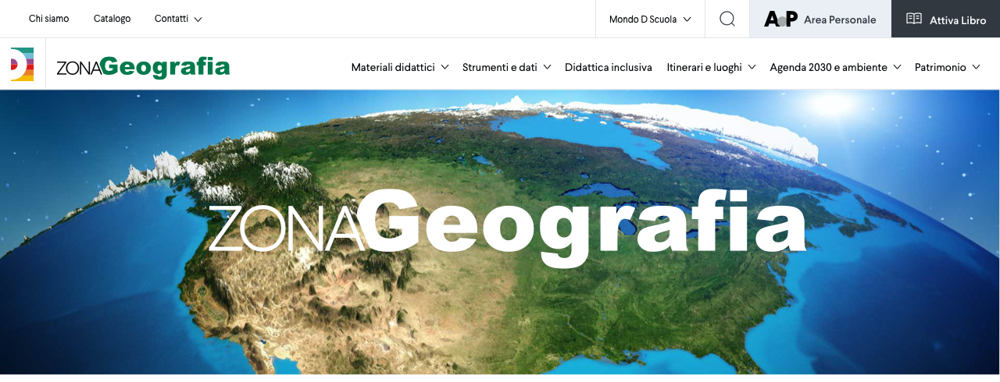 Chi siamo Catalogo Contatti Mondo D Scuola AP Area Personale Attiva Libro
D ZONAGeografia Materiali didattici Strumenti e dati Didattica inclusiva Itinerari e luoghi Agenda 2030 e ambiente Patrimonio
ZONAGeografia